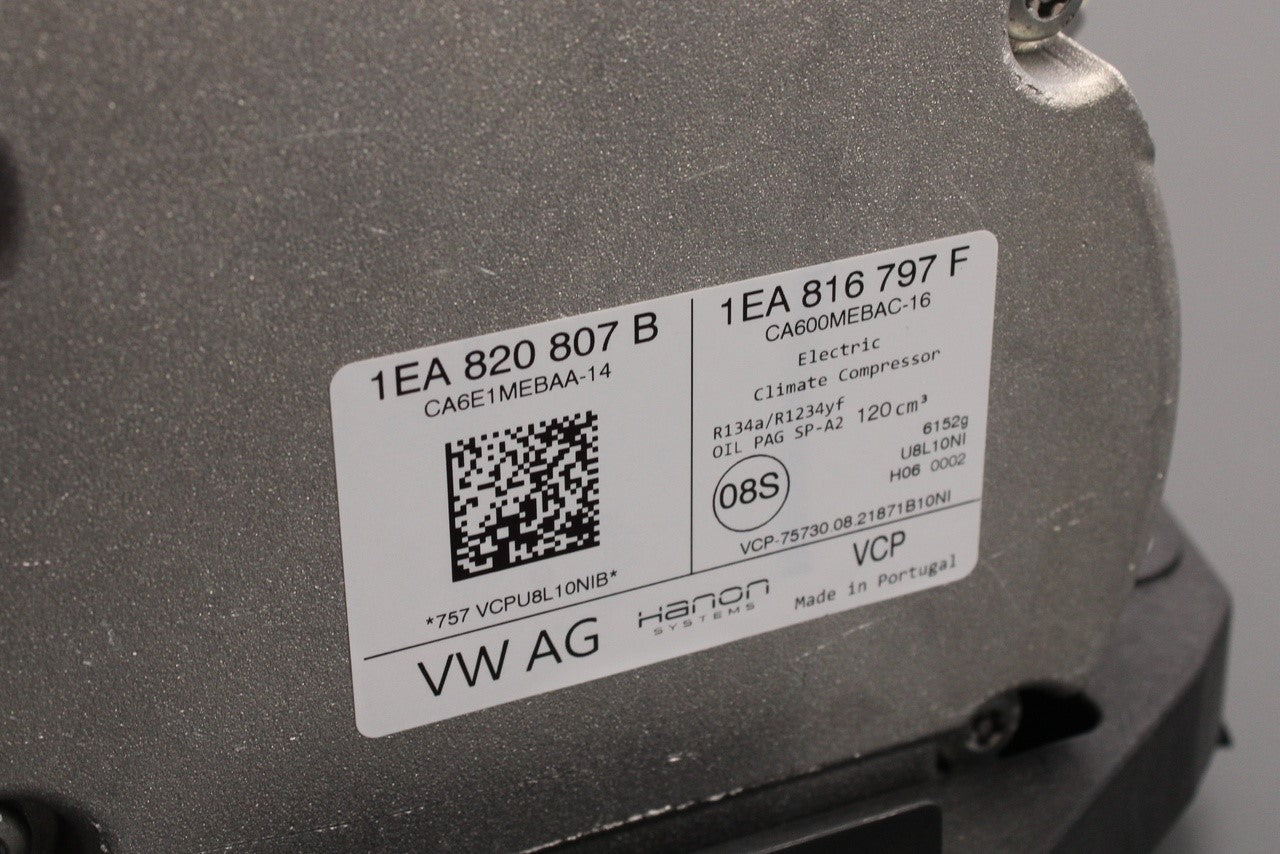 1EA 820 807 B
CA6E1MEBAA-14
*757 VCPU8L10NIB*
1EA 816 797 F
CA600MEBAC-16
Electric
Climate Compressor
R134a/R1234yf
OIL PAG SP-A2 120cm³
6152g
U8L10NI
H06 0002
08S
VCP-75730.08.21871B10NI
VW AG
Hanon
SYSTEMS
VCP
Made in Portugal